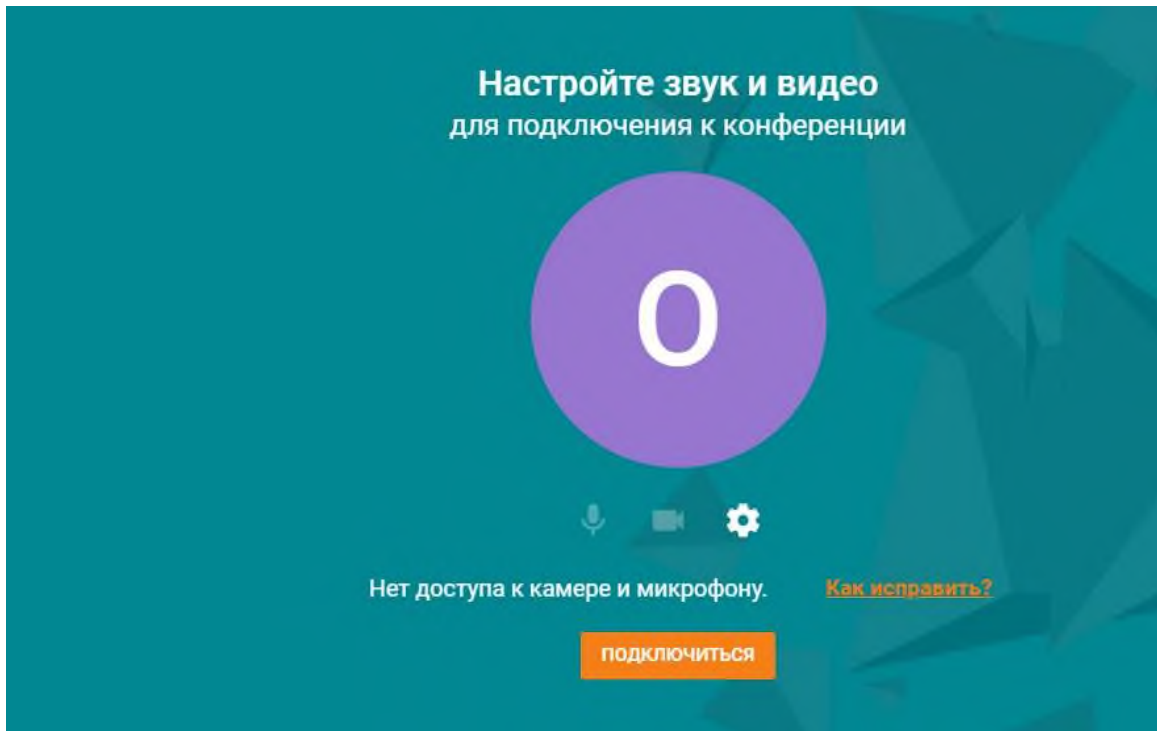 Настройте звук и видео
для подключения к конференции
О
Нет доступа к камере и микрофону. Как исправить?
ПОДКЛЮЧИТЬСЯ